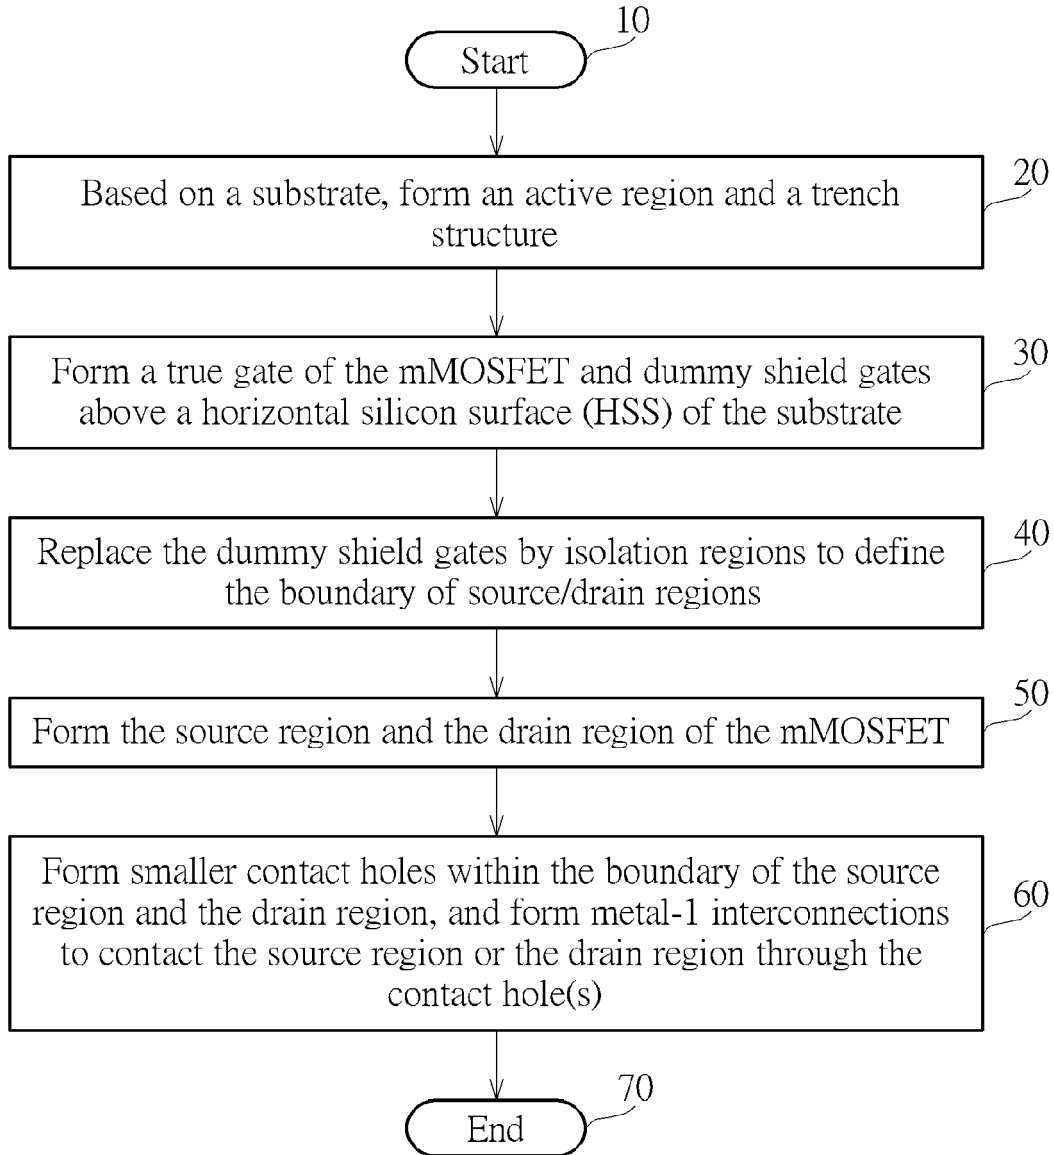 10
Start
20
Based on a substrate, form an active region and a trench
structure
30
Form a true gate of the mMOSFET and dummy shield gates
above a horizontal silicon surface (HSS) of the substrate
40
Replace the dummy shield gates by isolation regions to define
the boundary of source/drain regions
50
Form the source region and the drain region of the mMOSFET
60
Form smaller contact holes within the boundary of the source
region and the drain region, and form metal-1 interconnections
to contact the source region or the drain region through the
contact hole(s)
70
End